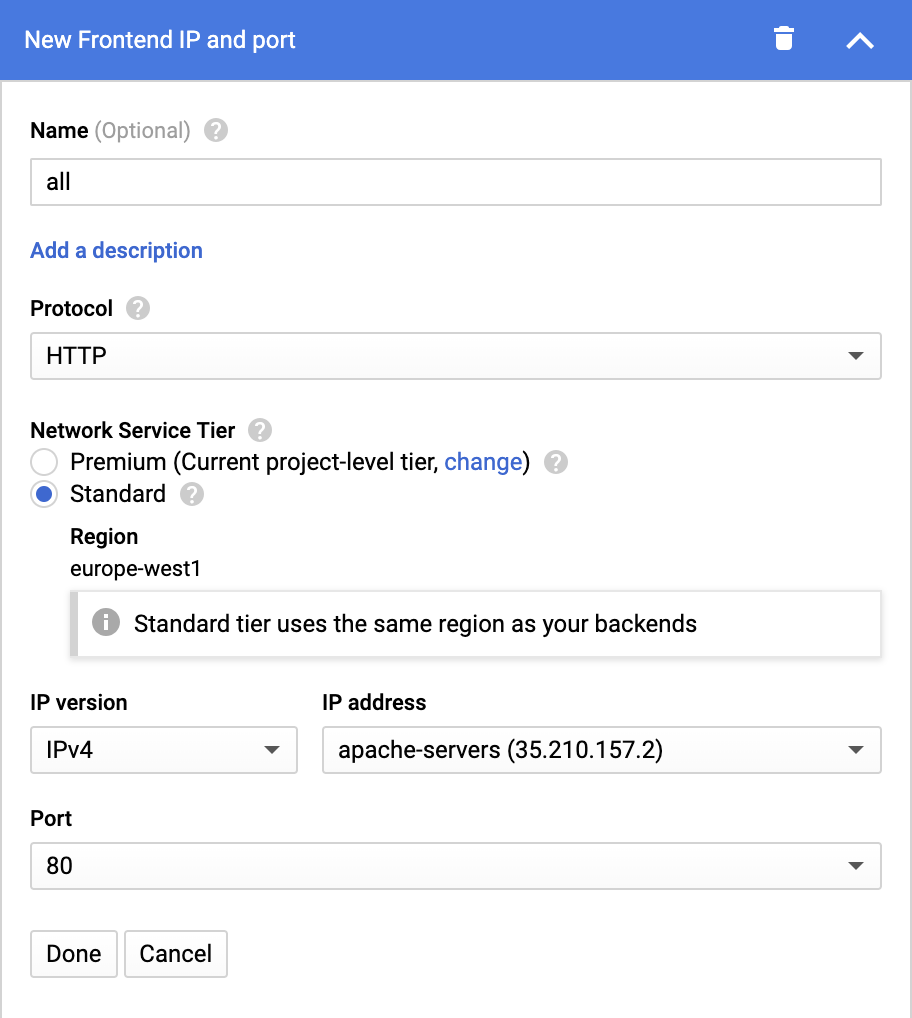 New Frontend IP and port
Name (Optional) ?
all
Add a description
Protocol ?
HTTP
Network Service Tier ?
Premium (Current project-level tier, change) ?
Standard ?
Region
europe-west1
i Standard tier uses the same region as your backends
IP version IP address
IPv4 apache-servers (35.210.157.2)
Port
80
Done Cancel